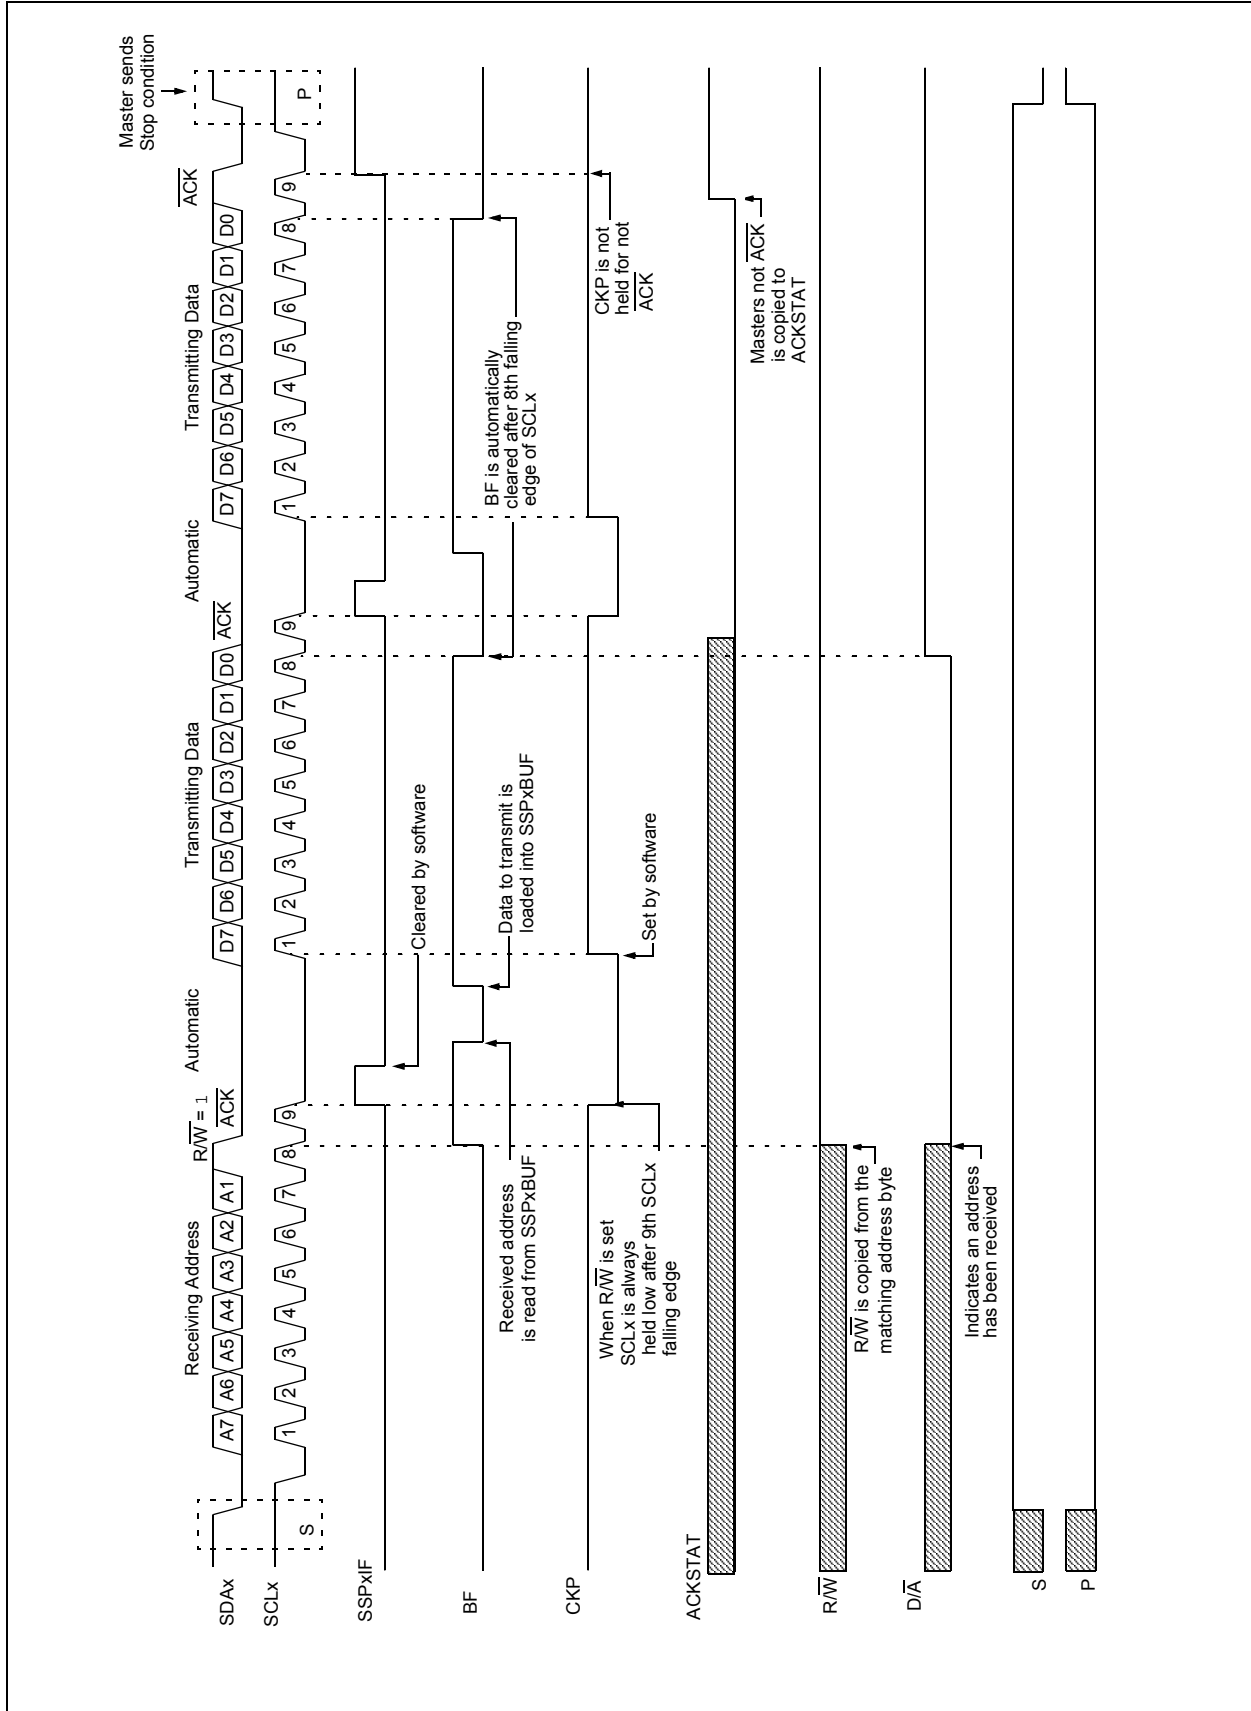 Master sends
Stop condition
Receiving Address
R/W = 1
ACK
Automatic
Transmitting Data
ACK
Automatic
Transmitting Data
ACK
SDAx
A7 A6 A5 A4 A3 A2 A1
D7 D6 D5 D4 D3 D2 D1 D0
D7 D6 D5 D4 D3 D2 D1 D0
SCLx
S
1 2 3 4 5 6 7 8 9
1 2 3 4 5 6 7 8 9
1 2 3 4 5 6 7 8 9
P
SSPxIF
Cleared by software
BF
Received address
is read from SSPxBUF
Data to transmit is
loaded into SSPxBUF
BF is automatically
cleared after 8th falling
edge of SCLx
CKP
When R/W is set
SCLx is always
held low after 9th SCLx
falling edge
Set by software
CKP is not
held for not
ACK
ACKSTAT
Masters not ACK
is copied to
ACKSTAT
R/W
R/W is copied from the
matching address byte
D/A
Indicates an address
has been received
S
P